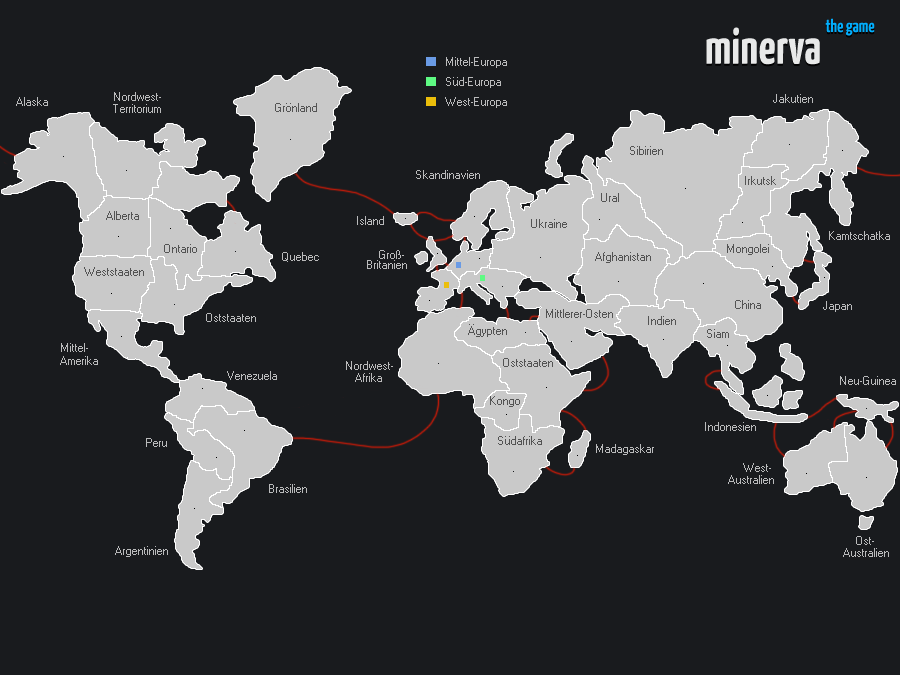 the game
minerva
Mittel-Europa
Süd-Europa
West-Europa
Alaska
Nordwest-
Territorium
Grönland
Jakutien
Sibirien
Skandinavien
Irkutsk
Ural
Alberta
Island
Ukraine
Kamtschatka
Ontario
Quebec
Groß-
Britanien
Afghanistan
Mongolei
Weststaaten
Oststaaten
China
Japan
Mittlerer-Osten
Indien
Siam
Ägypten
Mittel-
Amerika
Nordwest-
Afrika
Oststaaten
Venezuela
Neu-Guinea
Kongo
Indonesien
Peru
Südafrika
Madagaskar
West-
Australien
Brasilien
Argentinien
Ost-
Australien